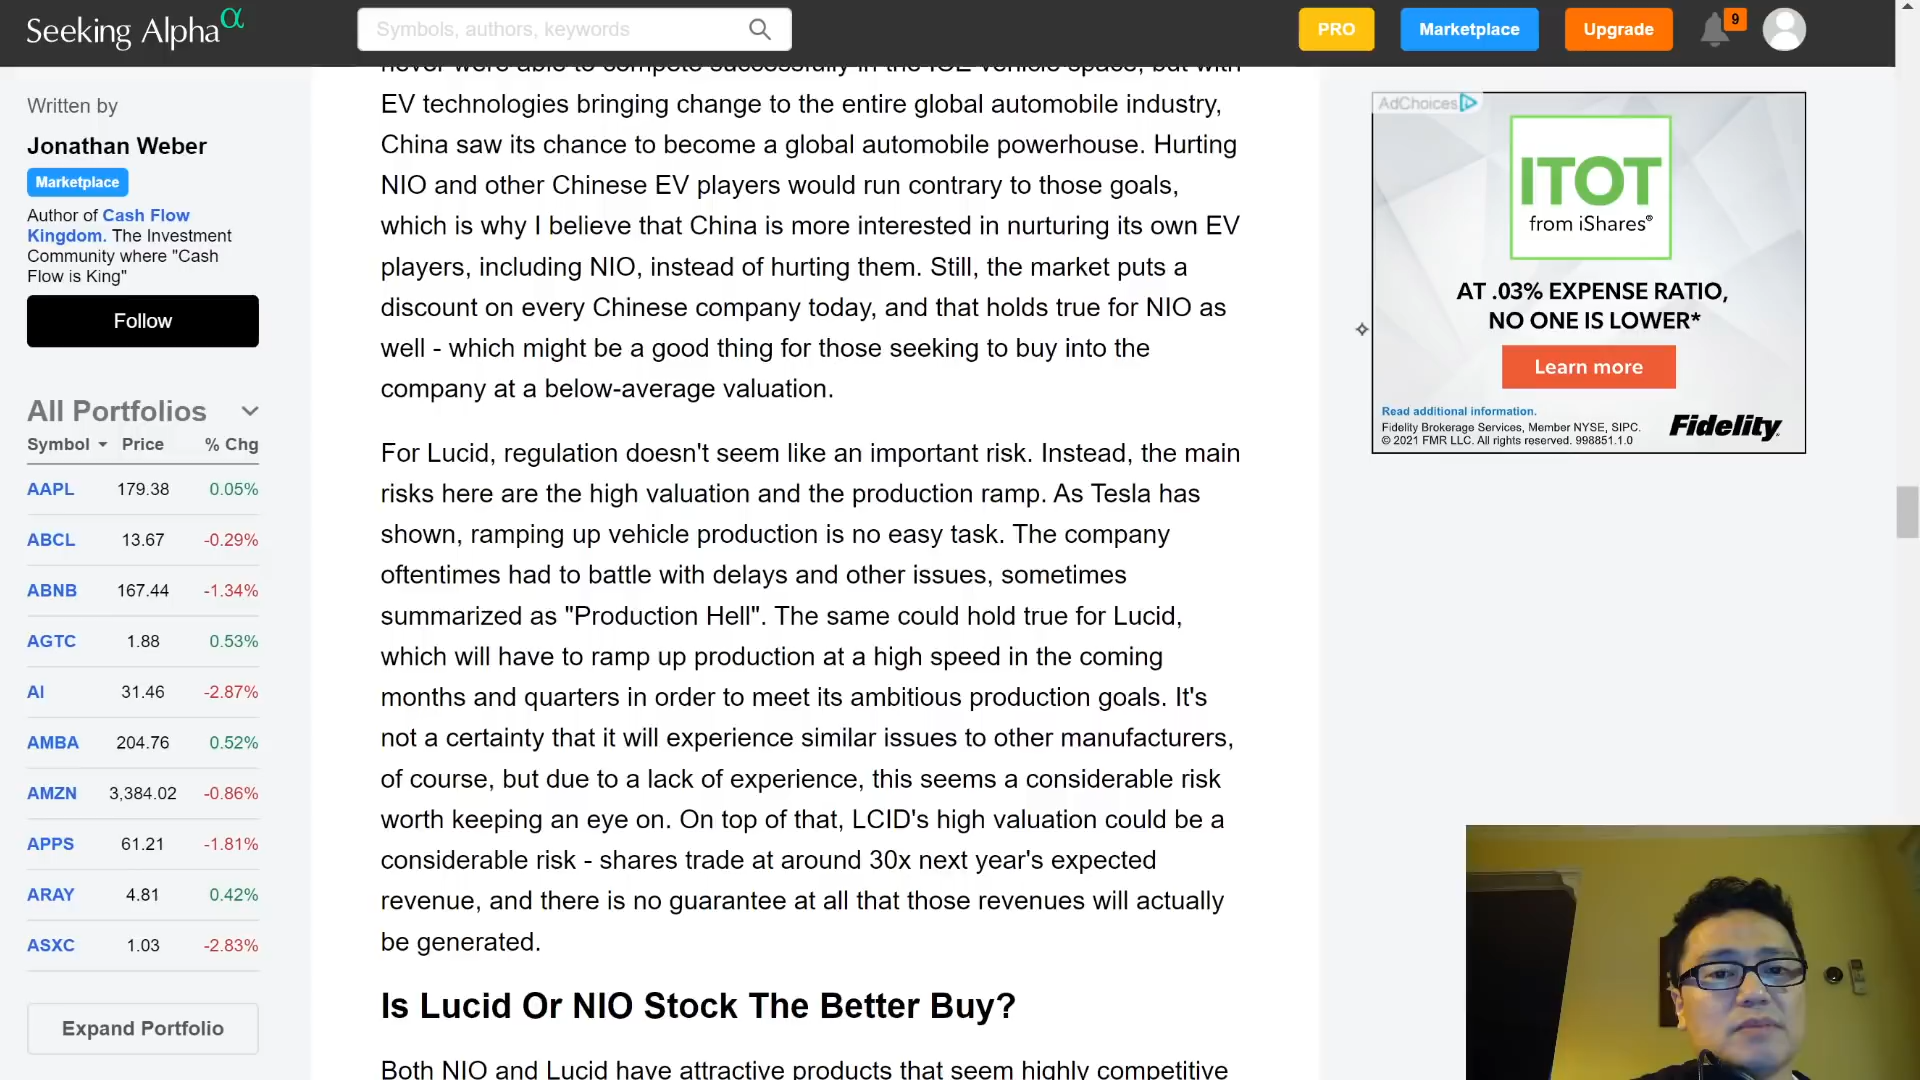 Seeking Alpha α
Symbols, authors, keywords
PRO
Marketplace
Upgrade
9
Written by
Jonathan Weber
Marketplace
Author of Cash Flow
Kingdom. The Investment
Community where "Cash
Flow is King"
Follow
All Portfolios
Symbol Price % Chg
AAPL 179.38 0.05%
ABCL 13.67 -0.29%
ABNB 167.44 -1.34%
AGTC 1.88 0.53%
AI 31.46 -2.87%
AMBA 204.76 0.52%
AMZN 3,384.02 -0.86%
APPS 61.21 -1.81%
ARAY 4.81 0.42%
ASXC 1.03 -2.83%
Expand Portfolio
never were able to compete successfully in the ICE vehicle space, but with
EV technologies bringing change to the entire global automobile industry,
China saw its chance to become a global automobile powerhouse. Hurting
NIO and other Chinese EV players would run contrary to those goals,
which is why I believe that China is more interested in nurturing its own EV
players, including NIO, instead of hurting them. Still, the market puts a
discount on every Chinese company today, and that holds true for NIO as
well - which might be a good thing for those seeking to buy into the
company at a below-average valuation.
For Lucid, regulation doesn't seem like an important risk. Instead, the main
risks here are the high valuation and the production ramp. As Tesla has
shown, ramping up vehicle production is no easy task. The company
oftentimes had to battle with delays and other issues, sometimes
summarized as "Production Hell". The same could hold true for Lucid,
which will have to ramp up production at a high speed in the coming
months and quarters in order to meet its ambitious production goals. It's
not a certainty that it will experience similar issues to other manufacturers,
of course, but due to a lack of experience, this seems a considerable risk
worth keeping an eye on. On top of that, LCID's high valuation could be a
considerable risk - shares trade at around 30x next year's expected
revenue, and there is no guarantee at all that those revenues will actually
be generated.
Is Lucid Or NIO Stock The Better Buy?
Both NIO and Lucid have attractive products that seem highly competitive
AdChoices
ITOT
from iShares®
AT .03% EXPENSE RATIO,
NO ONE IS LOWER*
Learn more
Read additional information.
Fidelity Brokerage Services, Member NYSE, SIPC.
© 2021 FMR LLC. All rights reserved. 998851.1.0
Fidelity